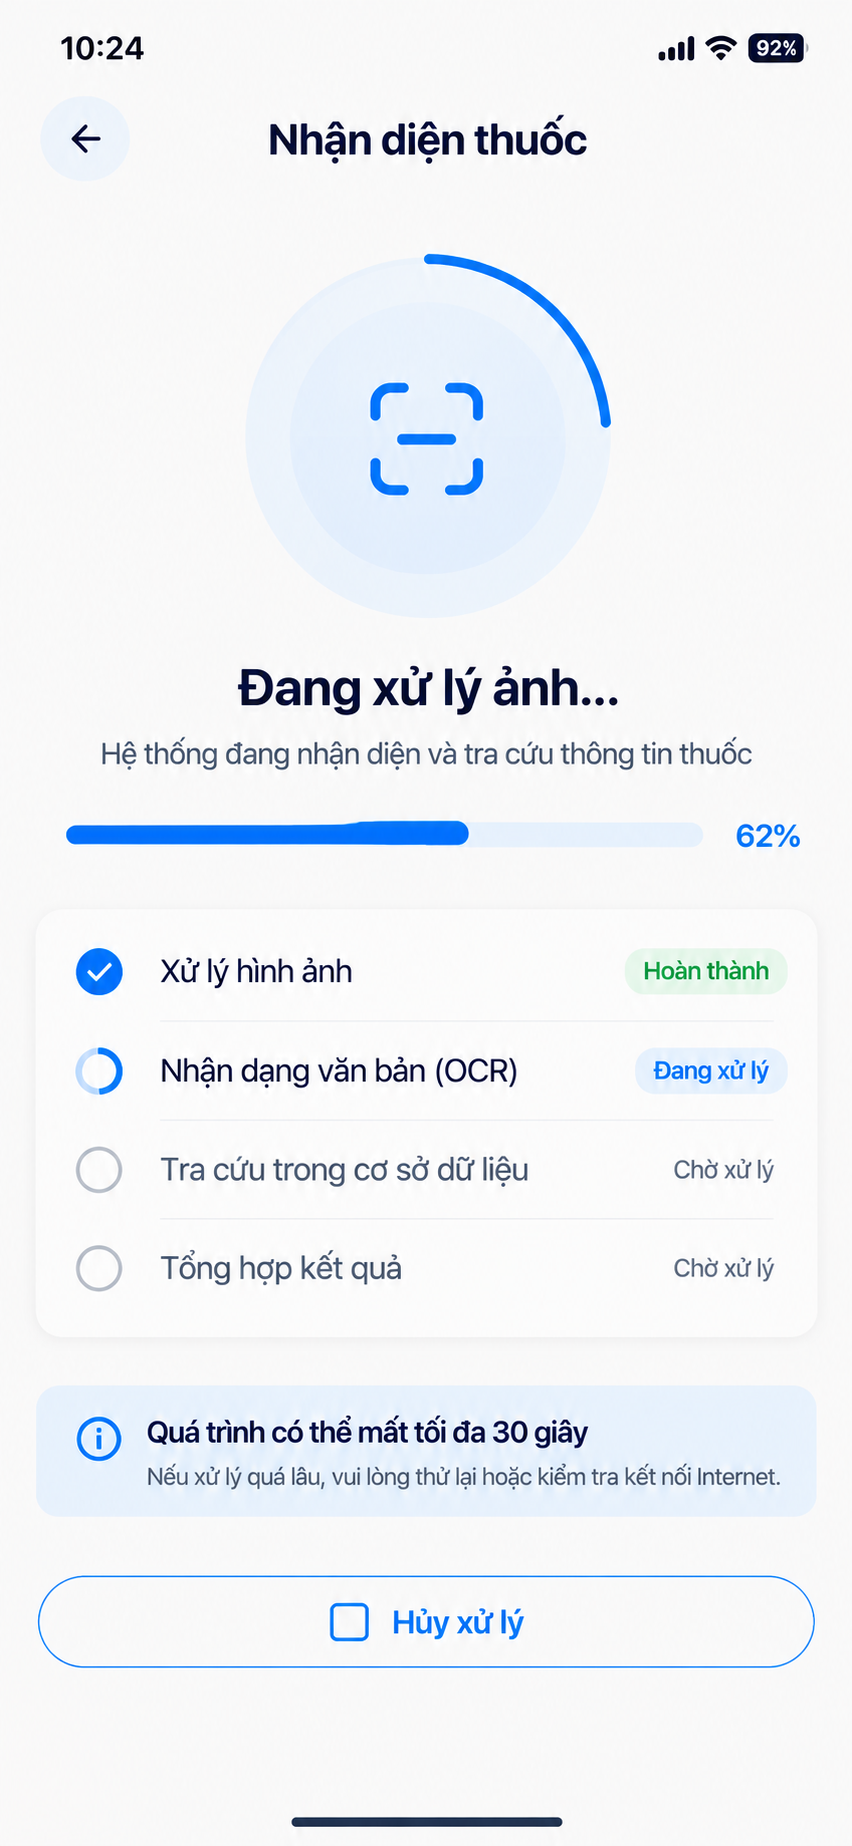 10:24
92%
Nhận diện thuốc
Đang xử lý ảnh...
Hệ thống đang nhận diện và tra cứu thông tin thuốc
62%
Xử lý hình ảnh Hoàn thành
Nhận dạng văn bản (OCR) Đang xử lý
Tra cứu trong cơ sở dữ liệu Chờ xử lý
Tổng hợp kết quả Chờ xử lý
Quá trình có thể mất tối đa 30 giây
Nếu xử lý quá lâu, vui lòng thử lại hoặc kiểm tra kết nối Internet.
Hủy xử lý